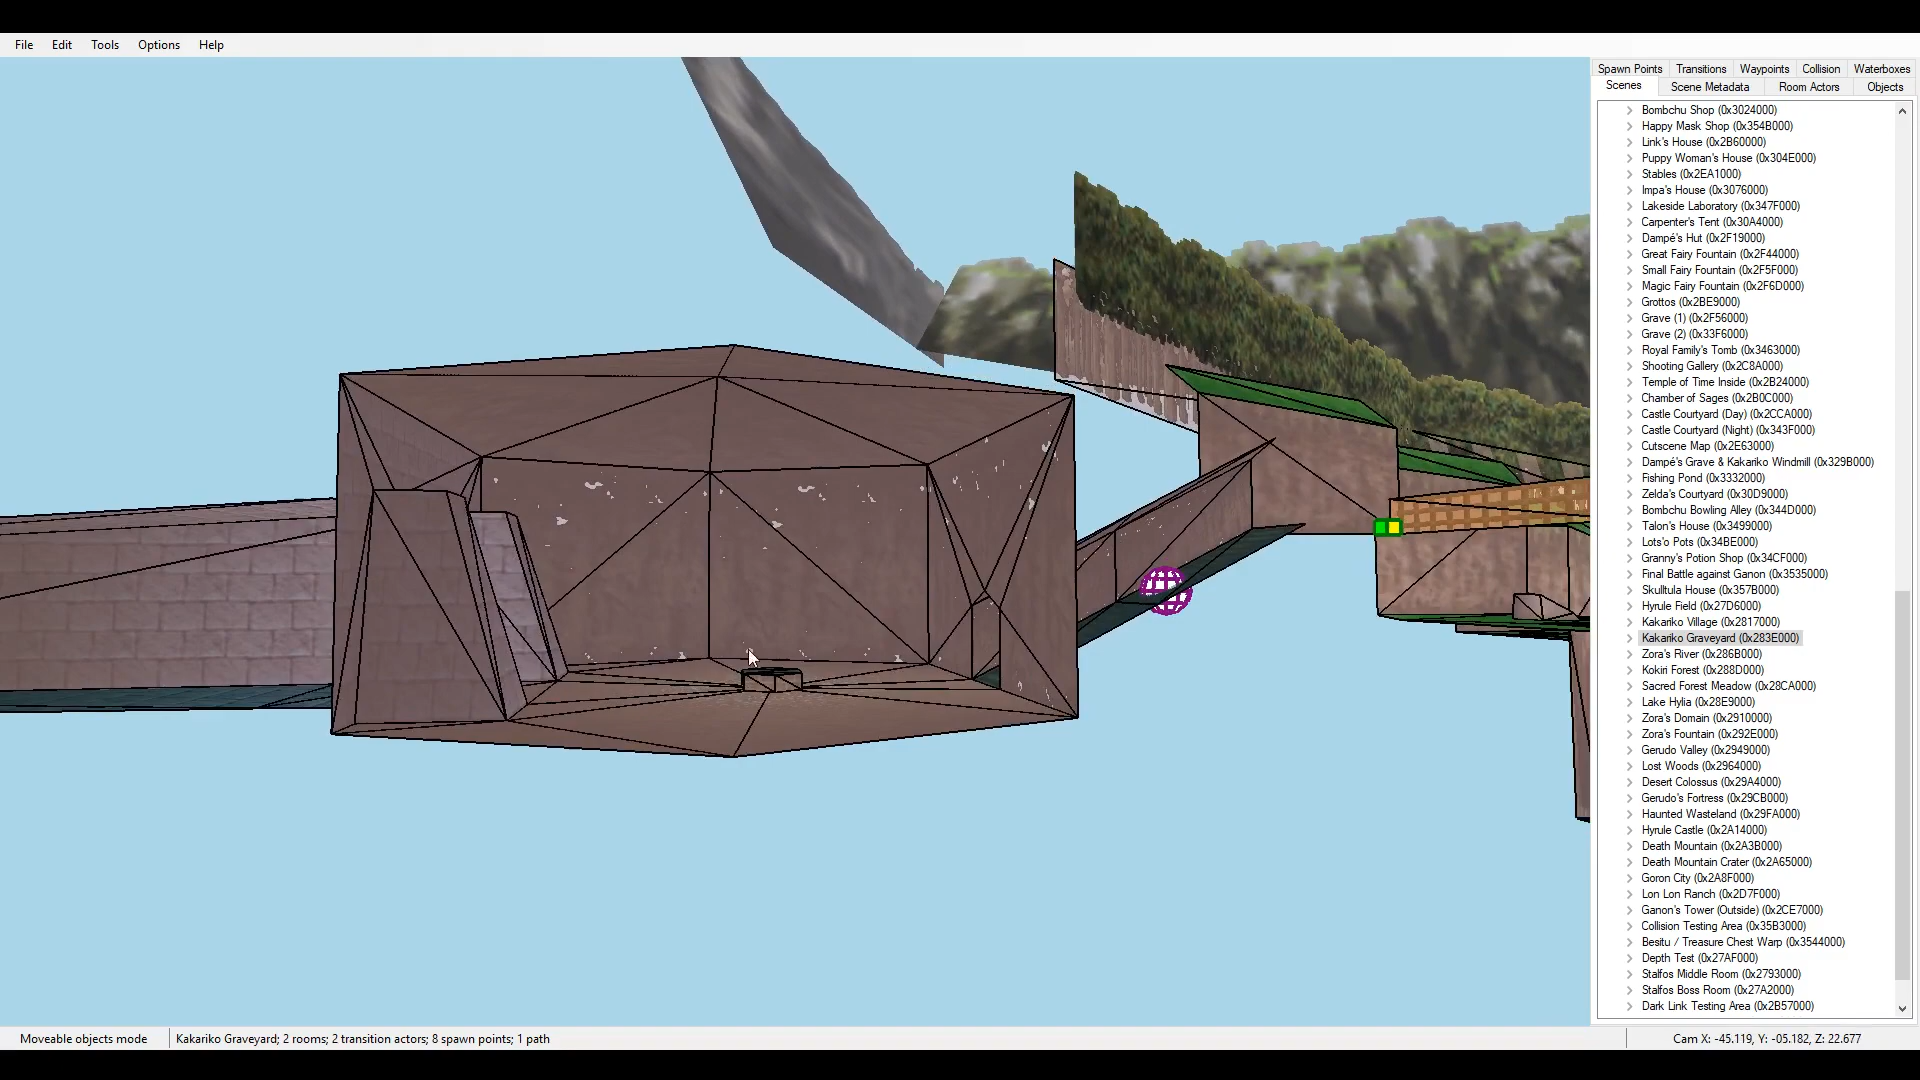 File Edit Tools Options Help
Spawn Points Transitions Waypoints Collision Waterboxes
Scenes Scene Metadata Room Actors Objects
Bombchu Shop (0x3024000)
Happy Mask Shop (0x354B000)
Link's House (0x2B60000)
Puppy Woman's House (0x304E000)
Stables (0x2EA1000)
Impa's House (0x3076000)
Lakeside Laboratory (0x347F000)
Carpenter's Tent (0x30A4000)
Dampé's Hut (0x2F19000)
Great Fairy Fountain (0x2F44000)
Small Fairy Fountain (0x2F5F000)
Magic Fairy Fountain (0x2F6D000)
Grottos (0x2BE9000)
Grave (1) (0x2F56000)
Grave (2) (0x33F6000)
Royal Family's Tomb (0x3463000)
Shooting Gallery (0x2C8A000)
Temple of Time Inside (0x2B24000)
Chamber of Sages (0x2B0C000)
Castle Courtyard (Day) (0x2CCA000)
Castle Courtyard (Night) (0x343F000)
Cutscene Map (0x2E63000)
Dampé's Grave & Kakariko Windmill (0x329B000)
Fishing Pond (0x3332000)
Zelda's Courtyard (0x30D9000)
Bombchu Bowling Alley (0x344D000)
Talon's House (0x3499000)
Lots'o Pots (0x34BE000)
Granny's Potion Shop (0x34CF000)
Final Battle against Ganon (0x3535000)
Skulltula House (0x357B000)
Hyrule Field (0x27D6000)
Kakariko Village (0x2817000)
Kakariko Graveyard (0x283E000)
Zora's River (0x286B000)
Kokiri Forest (0x288D000)
Sacred Forest Meadow (0x28CA000)
Lake Hylia (0x28E9000)
Zora's Domain (0x2910000)
Zora's Fountain (0x292E000)
Gerudo Valley (0x2949000)
Lost Woods (0x2964000)
Desert Colossus (0x29A4000)
Gerudo's Fortress (0x29CB000)
Haunted Wasteland (0x29FA000)
Hyrule Castle (0x2A14000)
Death Mountain (0x2A3B000)
Death Mountain Crater (0x2A65000)
Goron City (0x2A8F000)
Lon Lon Ranch (0x2D7F000)
Ganon's Tower (Outside) (0x2CE7000)
Collision Testing Area (0x35B3000)
Besitu / Treasure Chest Warp (0x3544000)
Depth Test (0x27AF000)
Stalfos Middle Room (0x2793000)
Stalfos Boss Room (0x27A2000)
Dark Link Testing Area (0x2B57000)
Moveable objects mode Kakariko Graveyard; 2 rooms; 2 transition actors; 8 spawn points; 1 path Cam X: -45.119, Y: -05.182, Z: 22.677